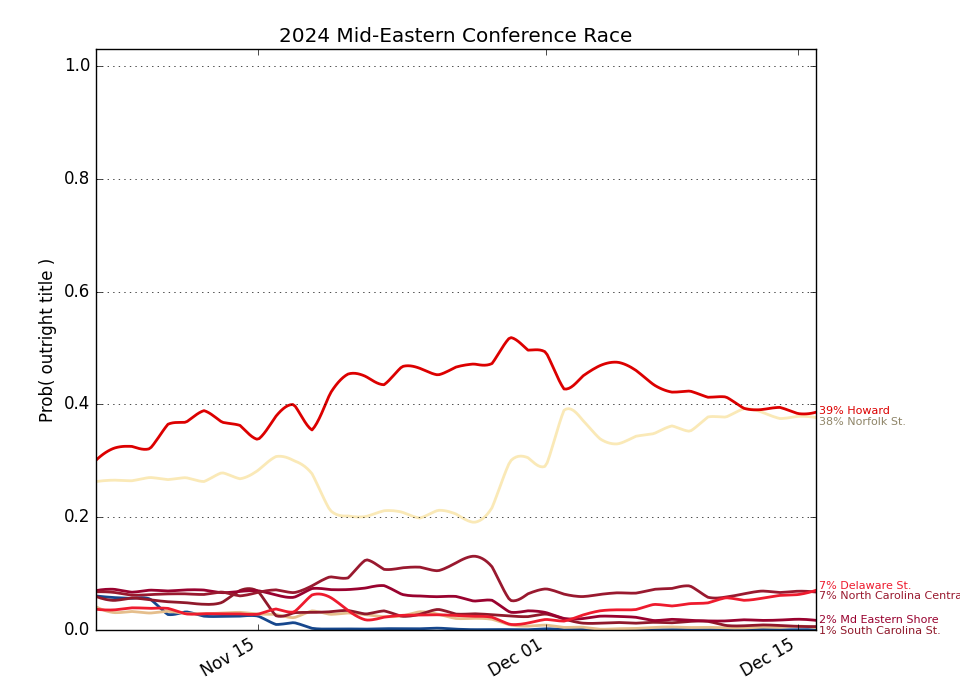 2024 Mid-Eastern Conference Race
Prob( outright title )
1.0
0.8
0.6
0.4
0.2
0.0
Nov 15
Dec 01
Dec 15
39% Howard
38% Norfolk St.
7% Delaware St.
7% North Carolina Centra
2% Md Eastern Shore
1% South Carolina St.